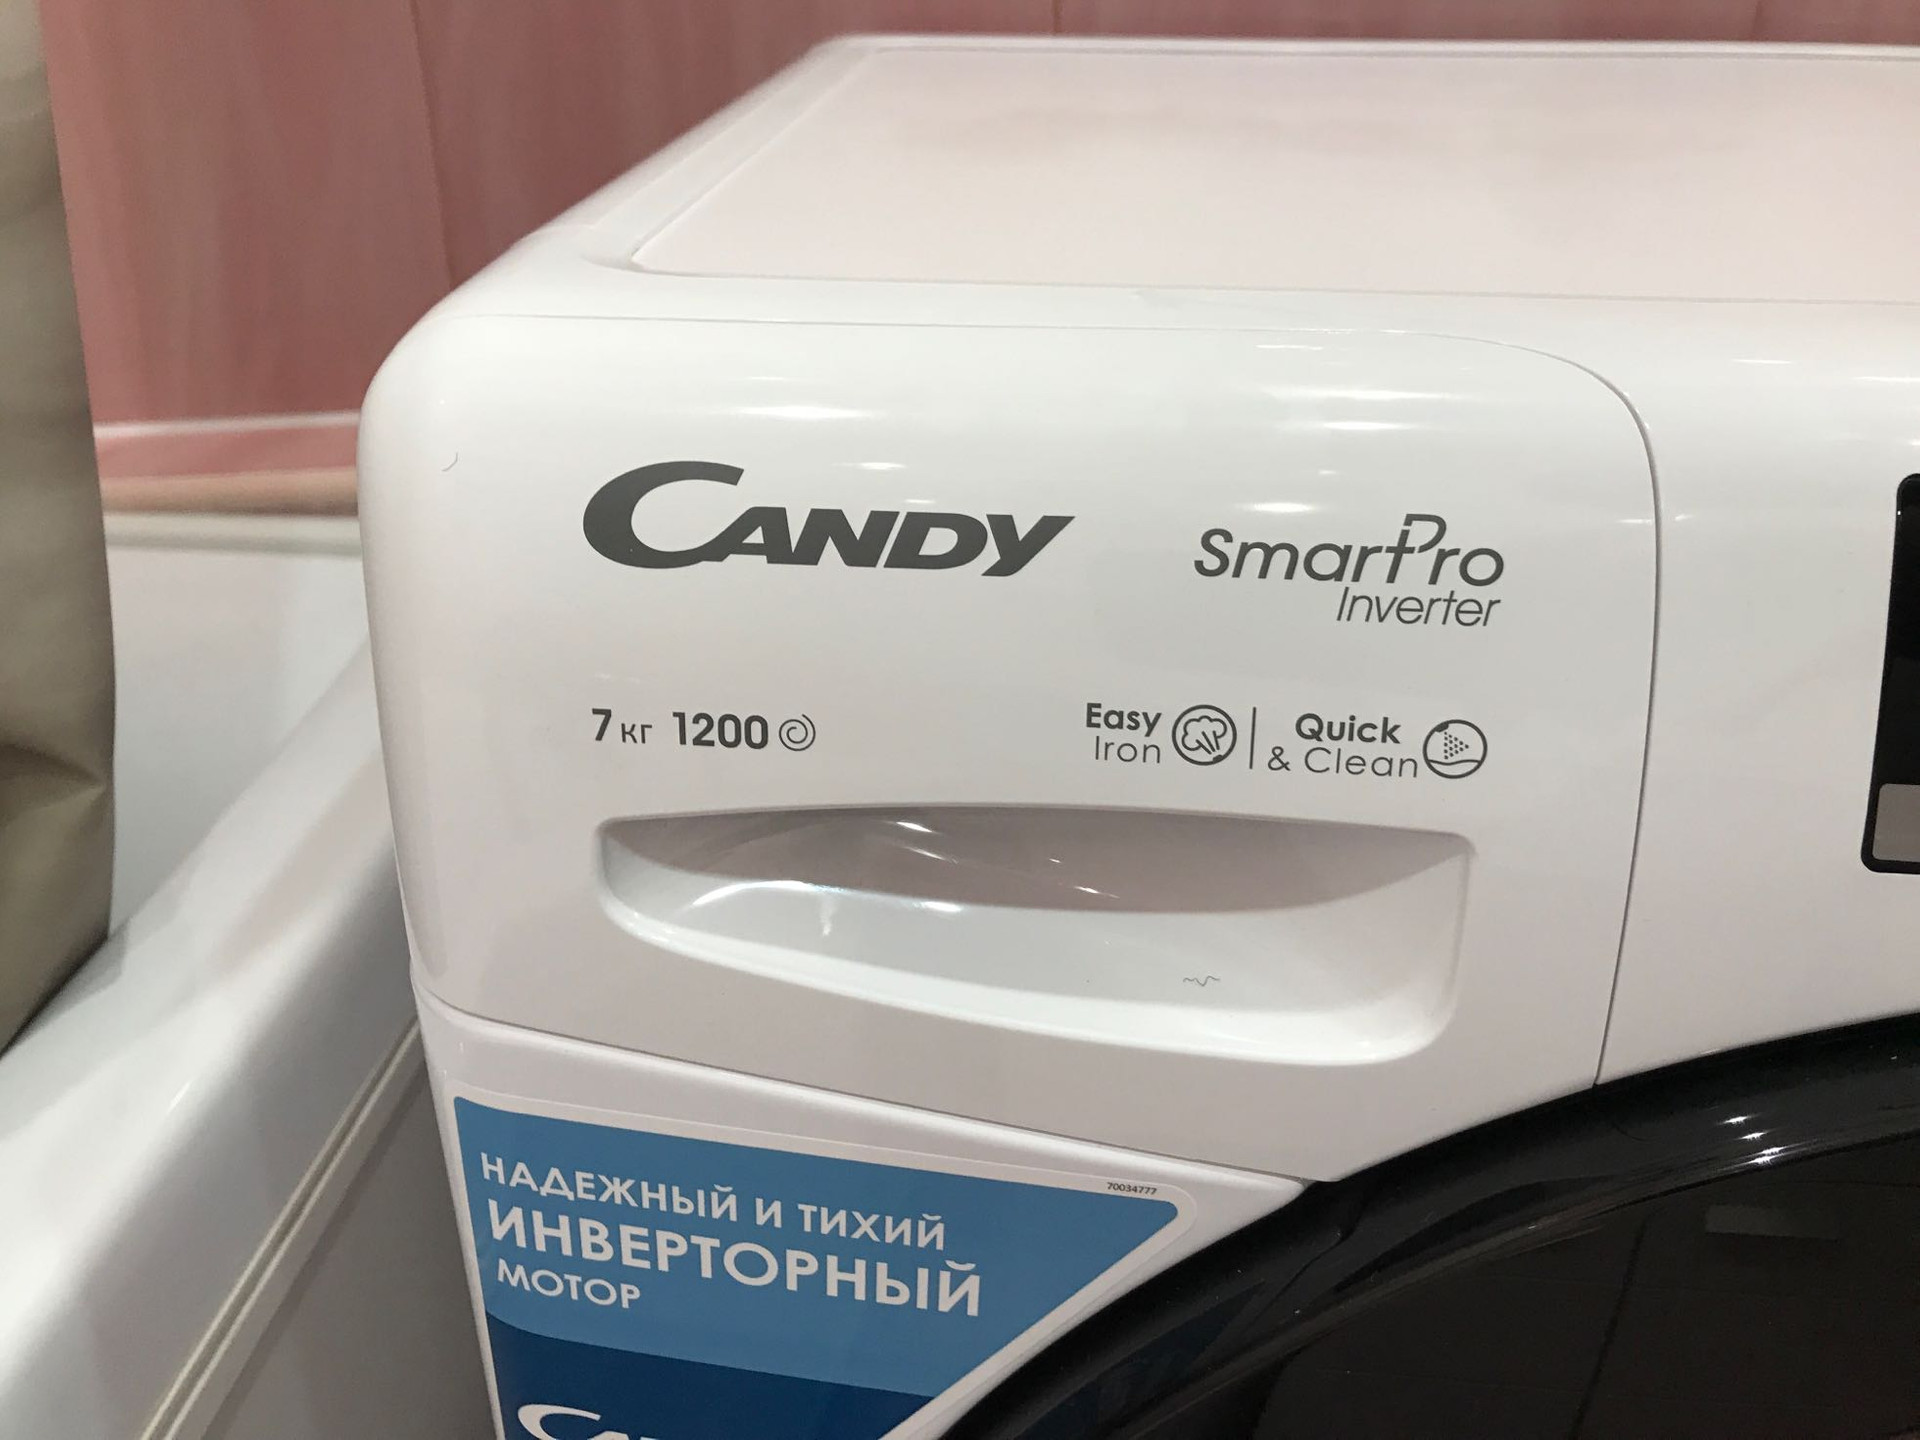 CANDY
SmartPro
Inverter
7 кг 1200
Easy
Iron
Quick
& Clean
70034777
НАДЕЖНЫЙ И ТИХИЙ
ИНВЕРТОРНЫЙ
МОТОР